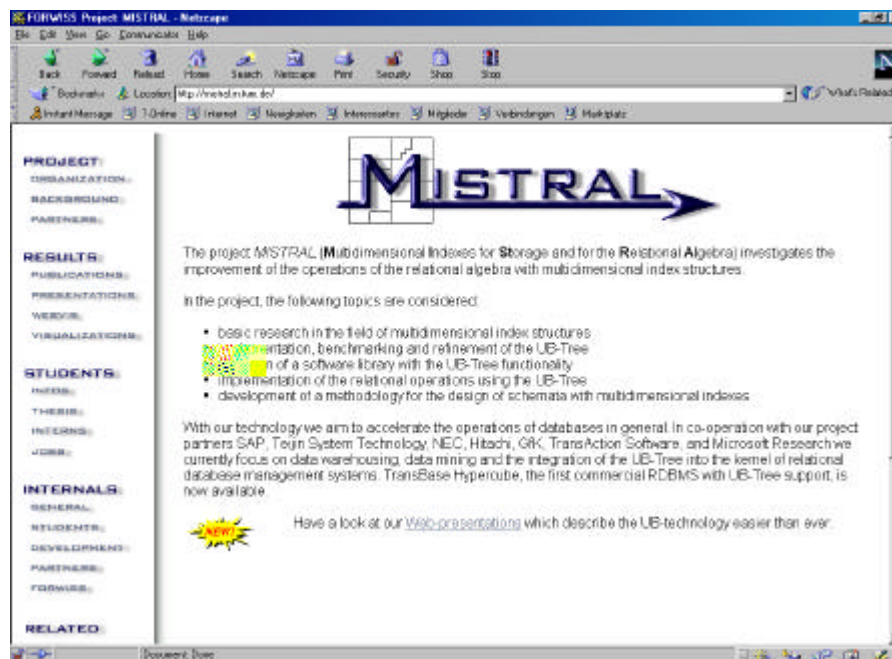 FORWISS Project MISTRAL - Netscape
File Edit View Go Communicator Help
Back Forward Reload Home Search Netscape Print Security Shop Stop
Bookmarks Location: http://mistral.in.tum.de/ What's Related
Instant Message T-Online Internet Neuigkeiten Interessantes Mitglieder Verbindungen Marktplatz
PROJECT:
ORGANIZATION
BACKGROUND
PARTNERS
RESULTS:
PUBLICATIONS
PRESENTATIONS
VISUALIZATIONS
STUDENTS:
INFOS
THESIS
INTERNS
JOBS
INTERNALS:
GENERAL
STUDENTS
DEVELOPMENT
PARTNERS
FORWISS
RELATED
MISTRAL
The project MISTRAL (Multidimensional Indexes for Storage and for the Relational Algebra) investigates the
improvement of the operations of the relational algebra with multidimensional index structures.
In the project, the following topics are considered:
• basic research in the field of multidimensional index structures
entation, benchmarking and refinement of the UB-Tree
n of a software library with the UB-Tree functionality
• implementation of the relational operations using the UB-Tree
• development of a methodology for the design of schemata with multidimensional indexes
With our technology we aim to accelerate the operations of databases in general. In co-operation with our project
partners SAP, Teijin System Technology, NEC, Hitachi, GfK, TransAction Software, and Microsoft Research we
currently focus on data warehousing, data mining and the integration of the UB-Tree into the kernel of relational
database management systems. TransBase Hypercube, the first commercial RDBMS with UB-Tree support, is
now available.
NEW!
Have a look at our Web-presentations which describe the UB-technology easier than ever.
Document: Done